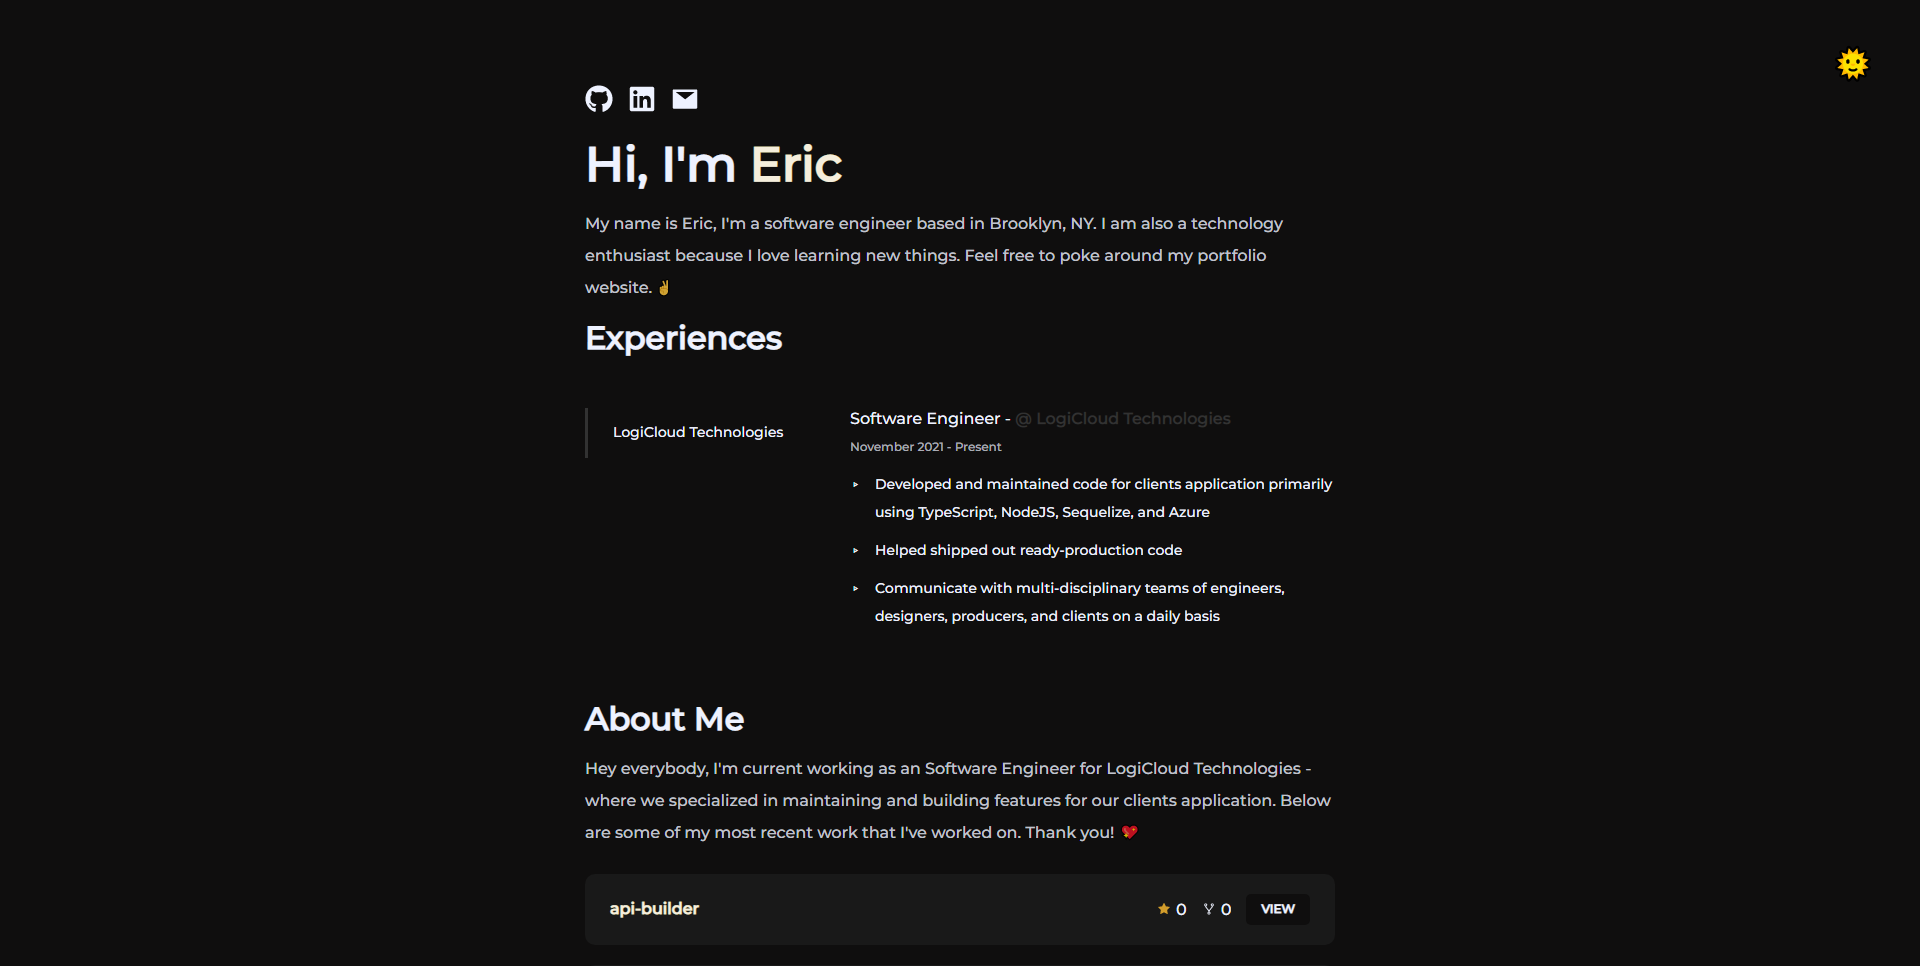 Hi, I'm Eric
My name is Eric, I'm a software engineer based in Brooklyn, NY. I am also a technology
enthusiast because I love learning new things. Feel free to poke around my portfolio
website. ✌
Experiences
LogiCloud Technologies
Software Engineer - @ LogiCloud Technologies
November 2021 - Present
Developed and maintained code for clients application primarily
using TypeScript, NodeJS, Sequelize, and Azure
Helped shipped out ready-production code
Communicate with multi-disciplinary teams of engineers,
designers, producers, and clients on a daily basis
About Me
Hey everybody, I'm current working as an Software Engineer for LogiCloud Technologies -
where we specialized in maintaining and building features for our clients application. Below
are some of my most recent work that I've worked on. Thank you! 💖
api-builder
0 0 VIEW